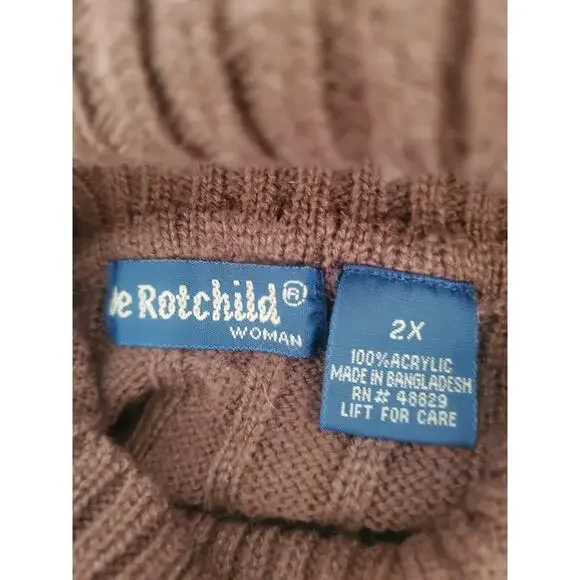 e Rotchild®
WOMAN
2X
100% ACRYLIC
MADE IN BANGLADESH
RN # 48829
LIFT FOR CARE